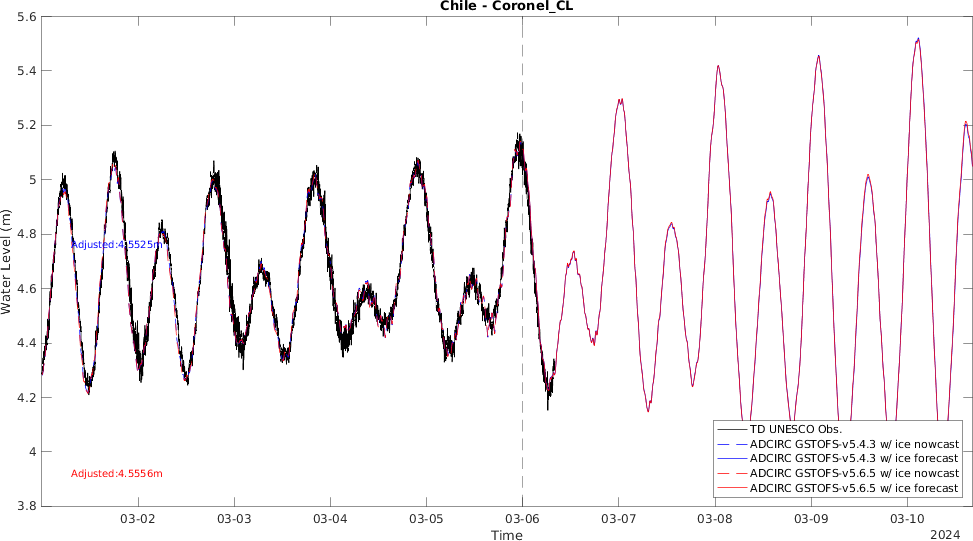 Chile - Coronel_CL
5.6
5.4
5.2
5
4.8
4.6
4.4
4.2
4
3.8
Water Level (m)
Adjusted:4.5525m
Adjusted:4.5556m
TD UNESCO Obs.
ADCIRC GSTOFS-v5.4.3 w/ ice nowcast
ADCIRC GSTOFS-v5.4.3 w/ ice forecast
ADCIRC GSTOFS-v5.6.5 w/ ice nowcast
ADCIRC GSTOFS-v5.6.5 w/ ice forecast
03-02 03-03 03-04 03-05 03-06 03-07 03-08 03-09 03-10
Time
2024